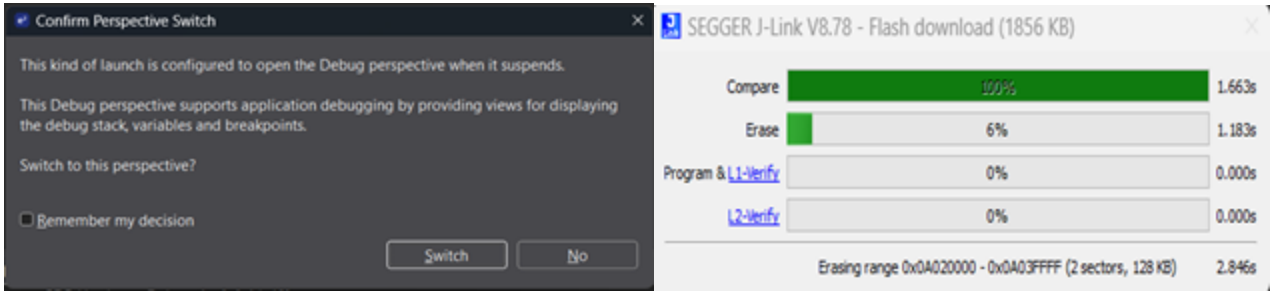 Confirm Perspective Switch
This kind of launch is configured to open the Debug perspective when it suspends.
This Debug perspective supports application debugging by providing views for displaying
the debug stack, variables and breakpoints.
Switch to this perspective?
Remember my decision
Switch No
SEGGER J-Link V8.78 - Flash download (1856 KB)
Compare 100% 1.663s
Erase 6% 1.183s
Program & L1-Verify 0% 0.000s
L2-Verify 0% 0.000s
Erasing range 0x0A020000 - 0x0A03FFFF (2 sectors, 128 KB) 2.846s